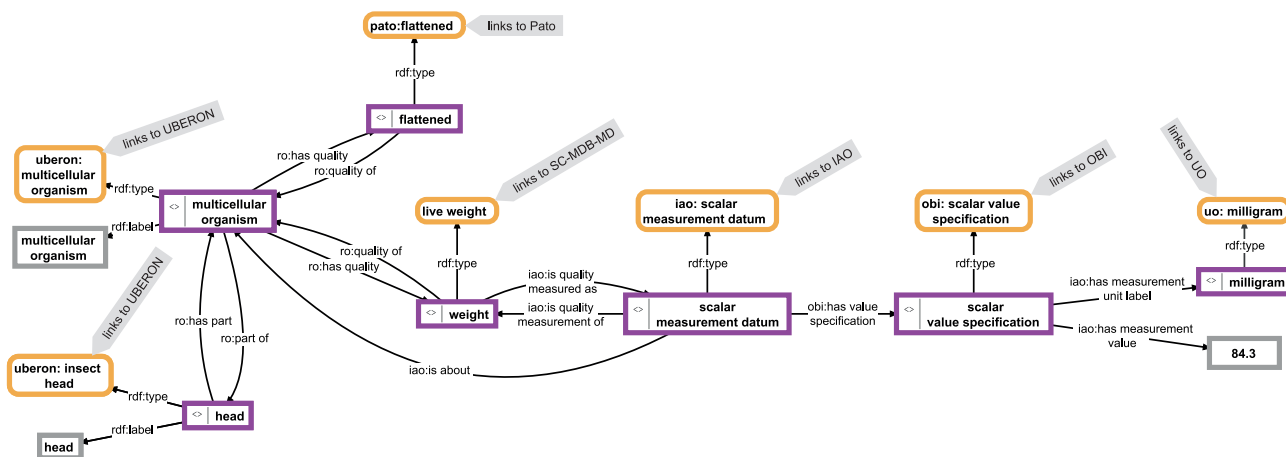 pato:flattened
links to Pato
rdf:type
<> flattened
links to UBERON
ro:has quality
ro:quality of
uberon:
multicellular
organism
rdf:type
<> multicellular
organism
rdf:label
multicellular
organism
links to SC-MDB-MD
live weight
rdf:type
ro:quality of
ro:has quality
<> weight
links to IAO
iao: scalar
measurement datum
rdf:type
iao:is quality
measured as
iao:is quality
measurement of
<> scalar
measurement datum
iao:is about
obi:has value
specification
links to OBI
obi: scalar value
specification
rdf:type
<> scalar
value specification
links to UO
uo: milligram
rdf:type
iao:has measurement
unit label
<> milligram
iao:has measurement
value
84.3
links to UBERON
ro:has part
ro:part of
uberon: insect
head
rdf:type
<> head
rdf:label
head